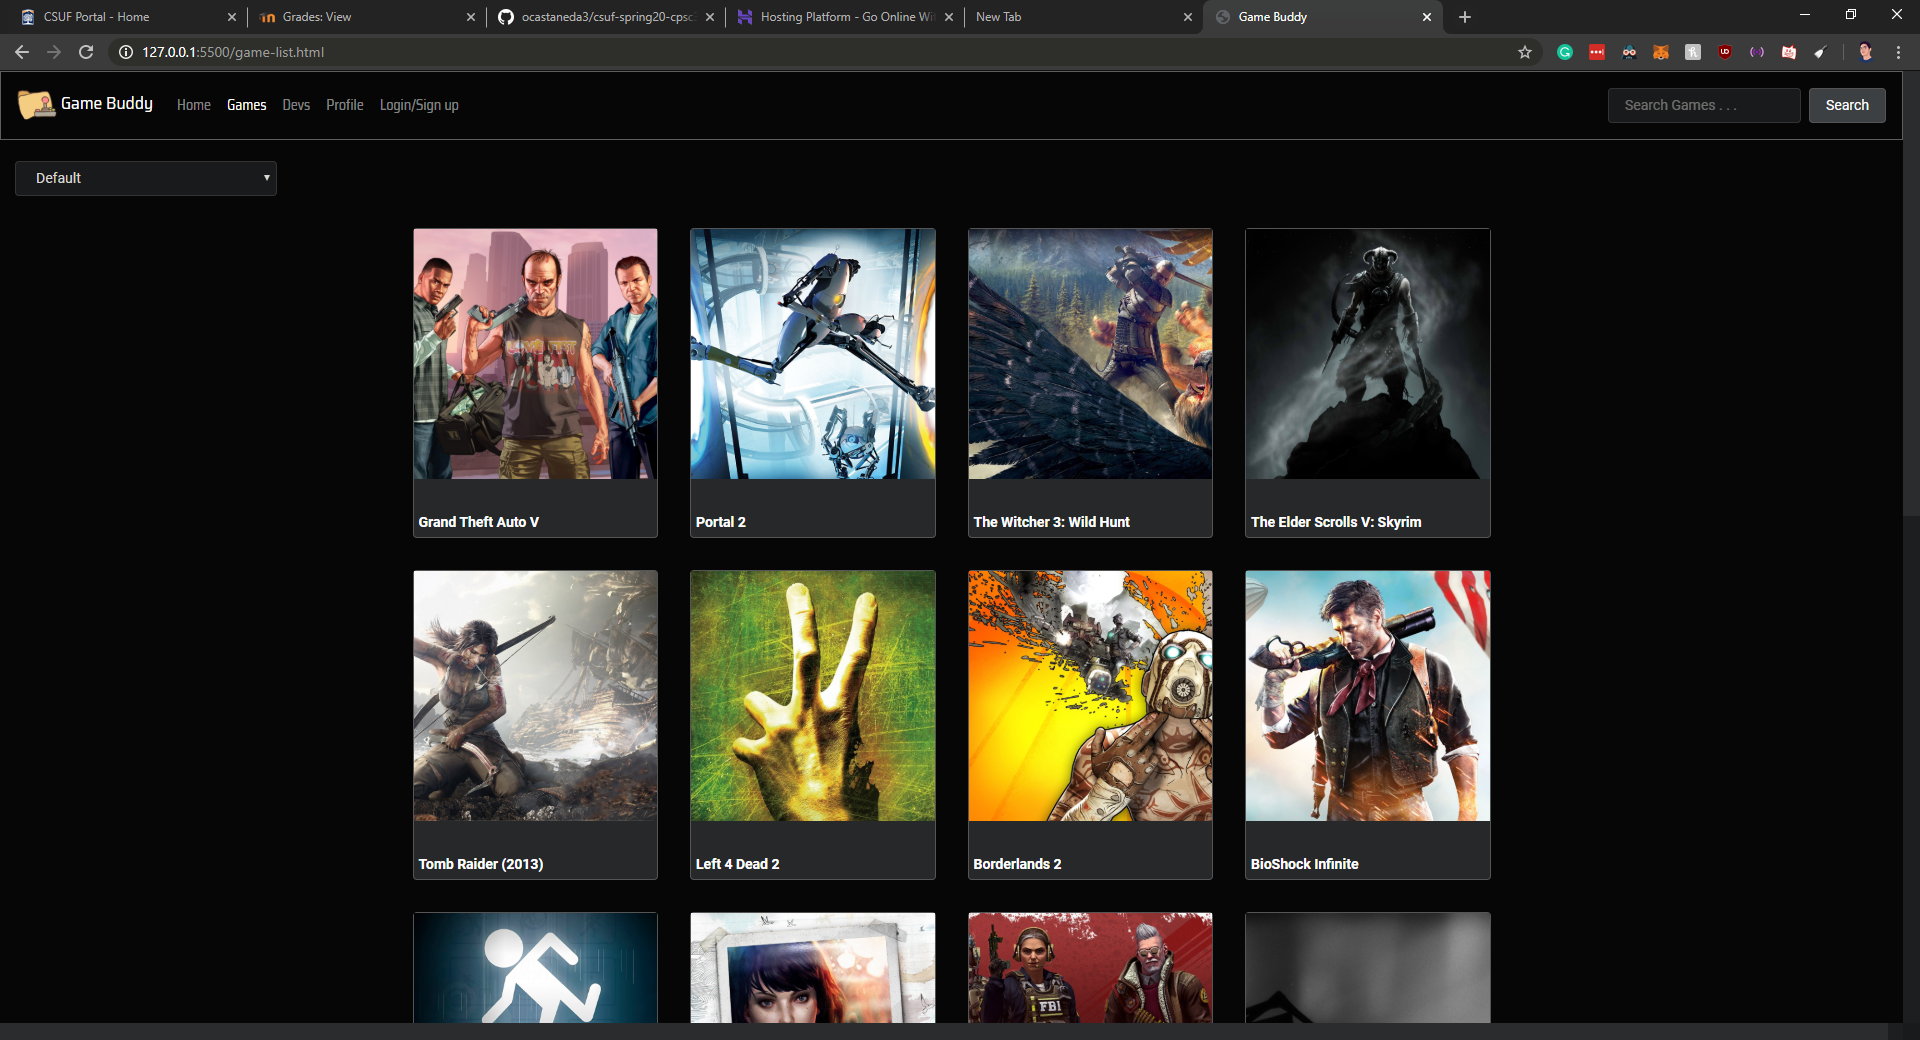 CSUF Portal - Home
Grades: View
ocastaneda3/csuf-spring20-cpsc
Hosting Platform - Go Online Wit
New Tab
Game Buddy
127.0.0.1:5500/game-list.html
Game Buddy
Home
Games
Devs
Profile
Login/Sign up
Search Games . . .
Search
Default
Grand Theft Auto V
Portal 2
The Witcher 3: Wild Hunt
The Elder Scrolls V: Skyrim
Tomb Raider (2013)
Left 4 Dead 2
Borderlands 2
BioShock Infinite
FBI